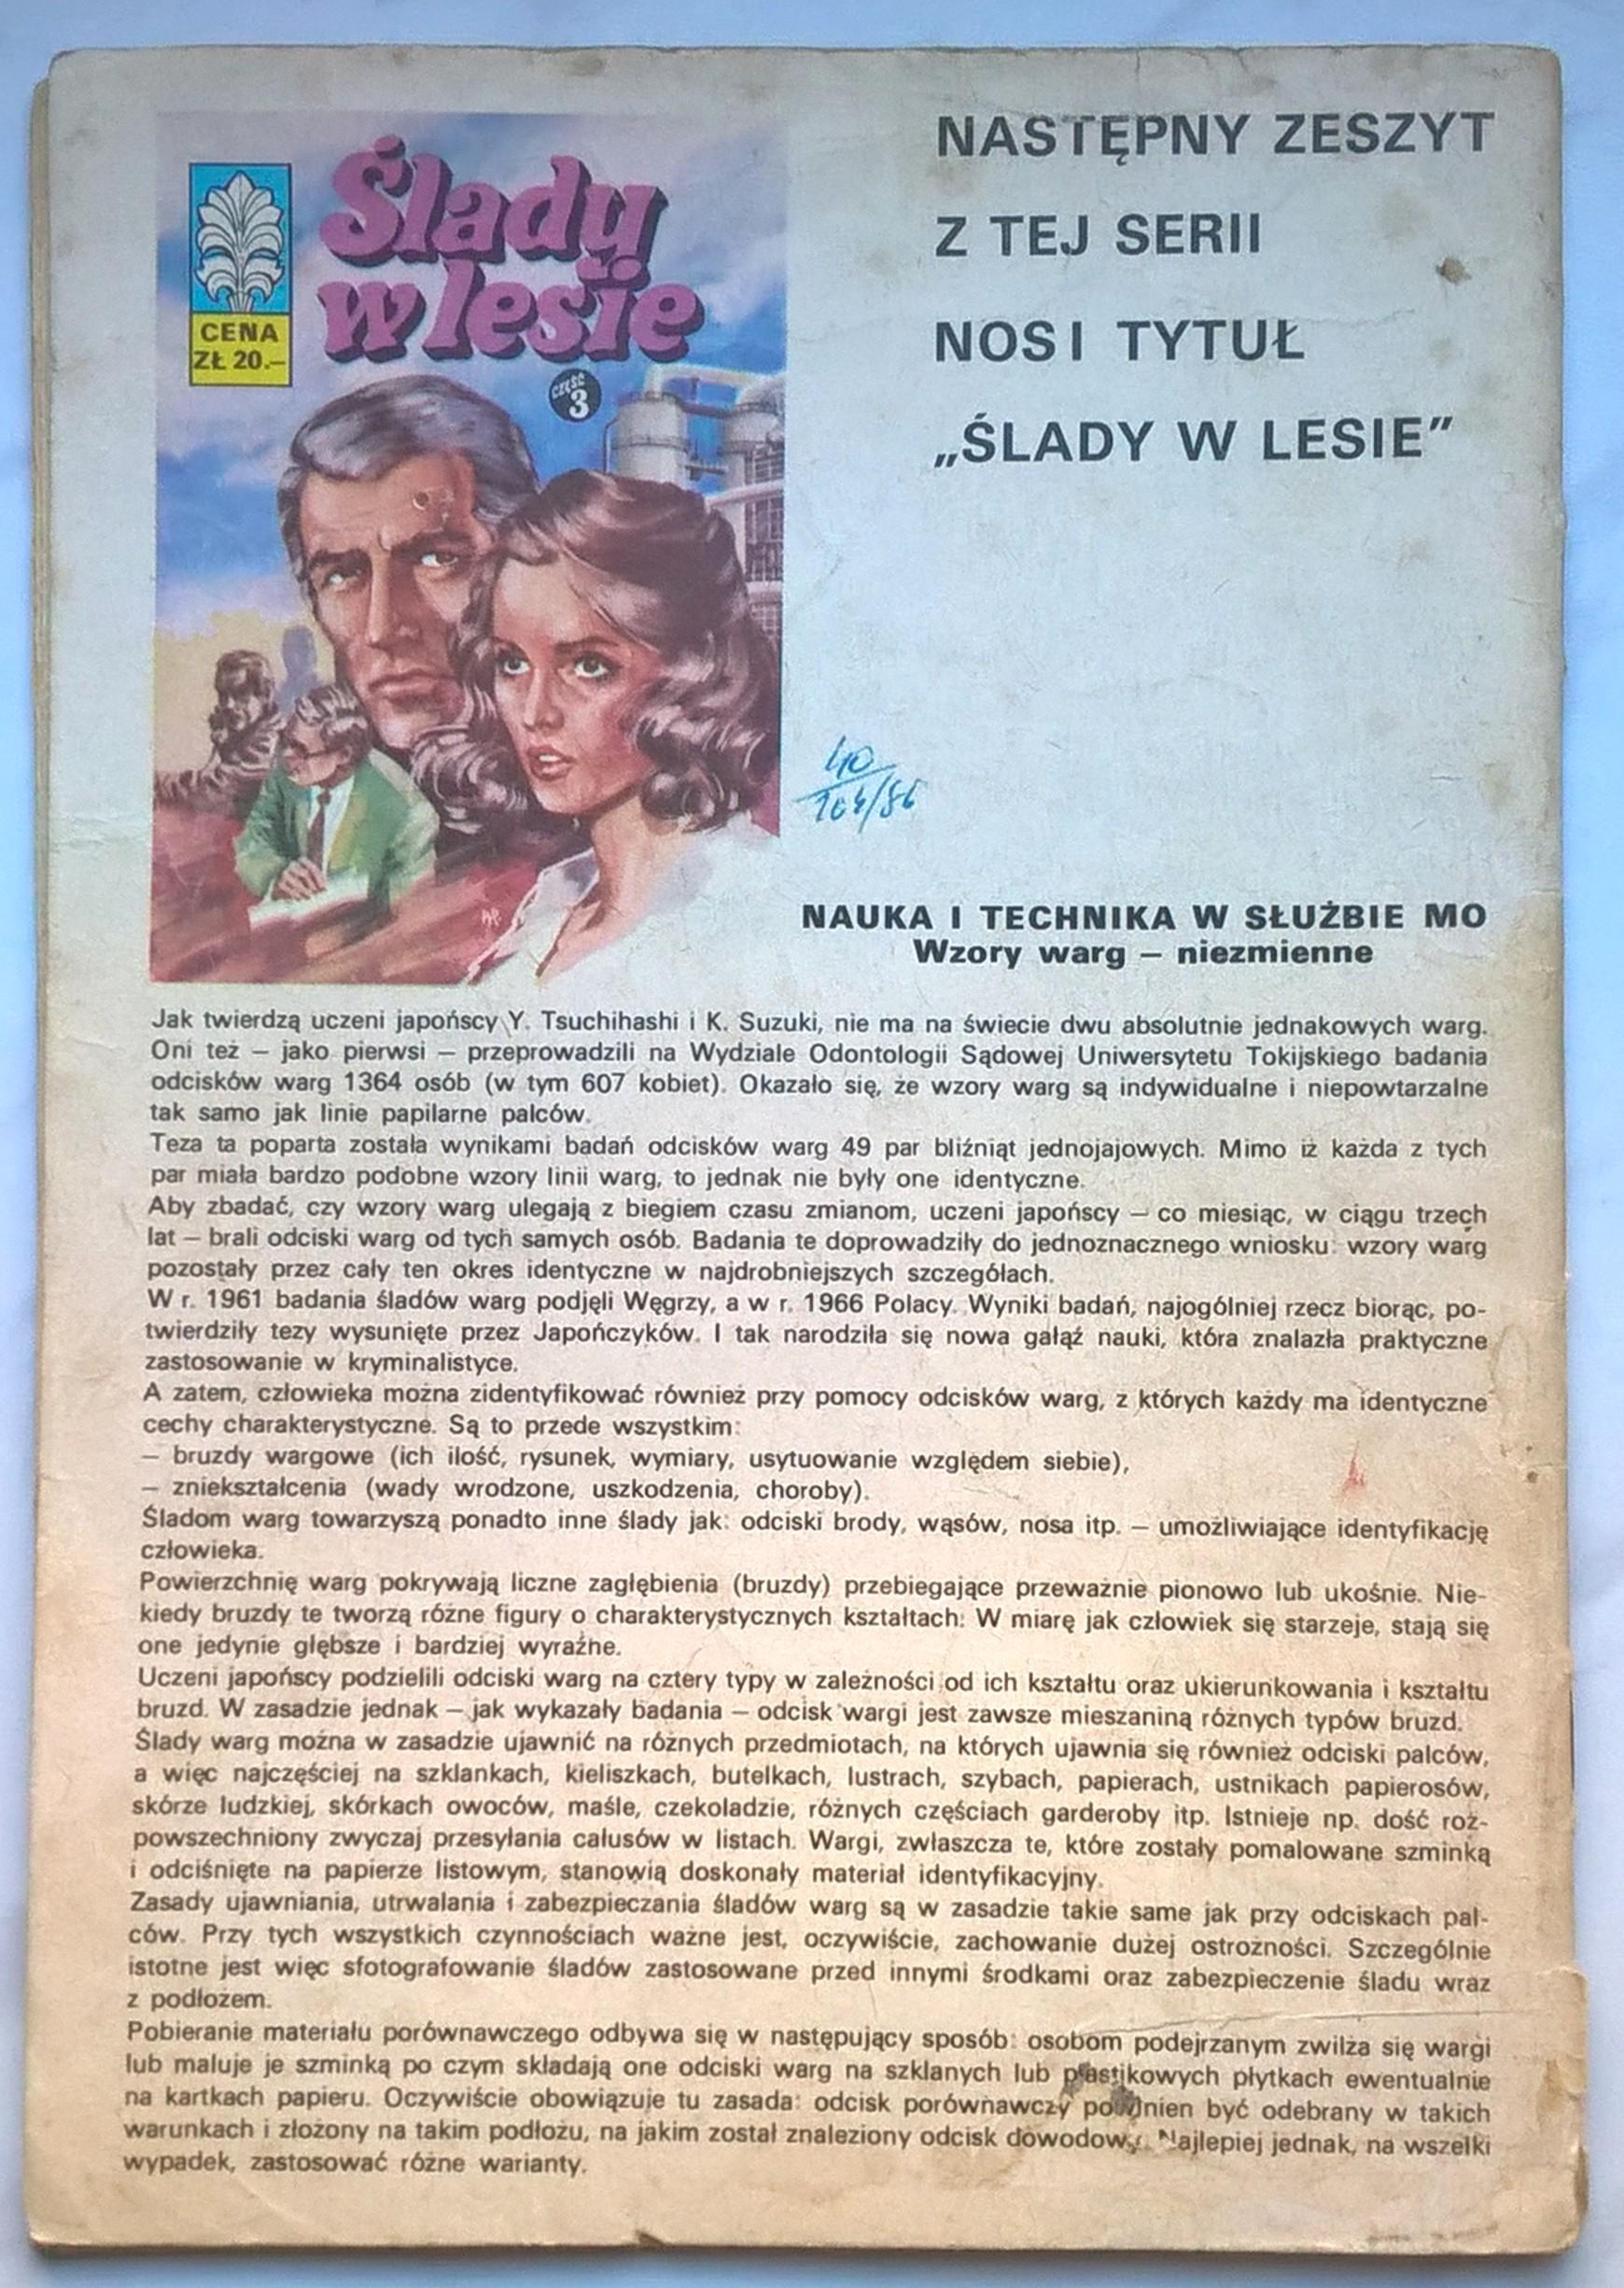 Ślady
w lesie
CENA
ZŁ 20.–
część
3
NASTĘPNY ZESZYT
Z TEJ SERII
NOSI TYTUŁ
„ŚLADY W LESIE”
40
NAUKA I TECHNIKA W SŁUŻBIE MO
Wzory warg – niezmienne
Jak twierdzą uczeni japońscy Y. Tsuchihashi i K. Suzuki, nie ma na świecie dwu absolutnie jednakowych warg.
Oni też – jako pierwsi – przeprowadzili na Wydziale Odontologii Sądowej Uniwersytetu Tokijskiego badania
odcisków warg 1364 osób (w tym 607 kobiet). Okazało się, że wzory warg są indywidualne i niepowtarzalne
tak samo jak linie papilarne palców.
Teza ta poparta została wynikami badań odcisków warg 49 par bliźniąt jednojajowych. Mimo iż każda z tych
par miała bardzo podobne wzory linii warg, to jednak nie były one identyczne.
Aby zbadać, czy wzory warg ulegają z biegiem czasu zmianom, uczeni japońscy – co miesiąc, w ciągu trzech
lat – brali odciski warg od tych samych osób. Badania te doprowadziły do jednoznacznego wniosku: wzory warg
pozostały przez cały ten okres identyczne w najdrobniejszych szczegółach.
W r. 1961 badania śladów warg podjęli Węgrzy, a w r. 1966 Polacy. Wyniki badań, najogólniej rzecz biorąc, po-
twierdziły tezy wysunięte przez Japończyków. I tak narodziła się nowa gałąź nauki, która znalazła praktyczne
zastosowanie w kryminalistyce.
A zatem, człowieka można zidentyfikować również przy pomocy odcisków warg, z których każdy ma identyczne
cechy charakterystyczne. Są to przede wszystkim:
– bruzdy wargowe (ich ilość, rysunek, wymiary, usytuowanie względem siebie),
– zniekształcenia (wady wrodzone, uszkodzenia, choroby).
Śladom warg towarzyszą ponadto inne ślady jak: odciski brody, wąsów, nosa itp. – umożliwiające identyfikację
człowieka.
Powierzchnię warg pokrywają liczne zagłębienia (bruzdy) przebiegające przeważnie pionowo lub ukośnie. Nie-
kiedy bruzdy te tworzą różne figury o charakterystycznych kształtach: W miarę jak człowiek się starzeje, stają się
one jedynie głębsze i bardziej wyraźne.
Uczeni japońscy podzielili odciski warg na cztery typy w zależności od ich kształtu oraz ukierunkowania i kształtu
bruzd. W zasadzie jednak – jak wykazały badania – odcisk wargi jest zawsze mieszaniną różnych typów bruzd.
Ślady warg można w zasadzie ujawnić na różnych przedmiotach, na których ujawnia się również odciski palców,
a więc najczęściej na szklankach, kieliszkach, butelkach, lustrach, szybach, papierach, ustnikach papierosów,
skórze ludzkiej, skórkach owoców, maśle, czekoladzie, różnych częściach garderoby itp. Istnieje np. dość roz-
powszechniony zwyczaj przesyłania całusów w listach. Wargi, zwłaszcza te, które zostały pomalowane szminką
i odciśnięte na papierze listowym, stanowią doskonały materiał identyfikacyjny.
Zasady ujawniania, utrwalania i zabezpieczania śladów warg są w zasadzie takie same jak przy odciskach pal-
ców. Przy tych wszystkich czynnościach ważne jest, oczywiście, zachowanie dużej ostrożności. Szczególnie
istotne jest więc sfotografowanie śladów zastosowane przed innymi środkami oraz zabezpieczenie śladu wraz
z podłożem.
Pobieranie materiału porównawczego odbywa się w następujący sposób: osobom podejrzanym zwilża się wargi
lub maluje je szminką po czym składają one odciski warg na szklanych lub plastikowych płytkach ewentualnie
na kartkach papieru. Oczywiście obowiązuje tu zasada: odcisk porównawczy powinien być odebrany w takich
warunkach i złożony na takim podłożu, na jakim został znaleziony odcisk dowodowy. Najlepiej jednak, na wszelki
wypadek, zastosować różne warianty.